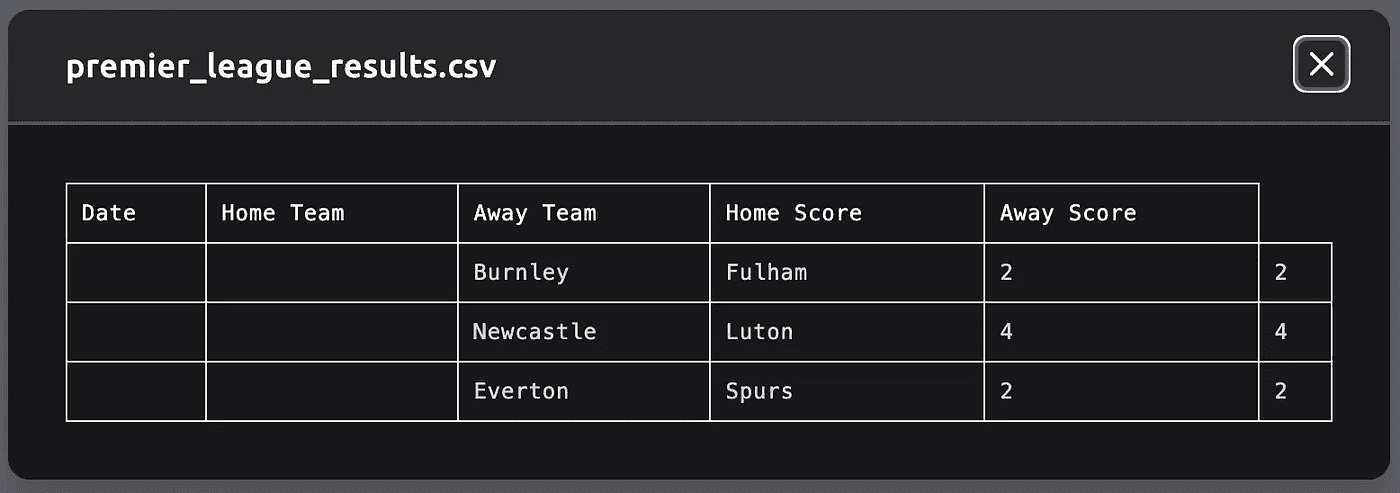 premier_league_results.csv
Date Home Team Away Team Home Score Away Score
Burnley Fulham 2 2
Newcastle Luton 4 4
Everton Spurs 2 2